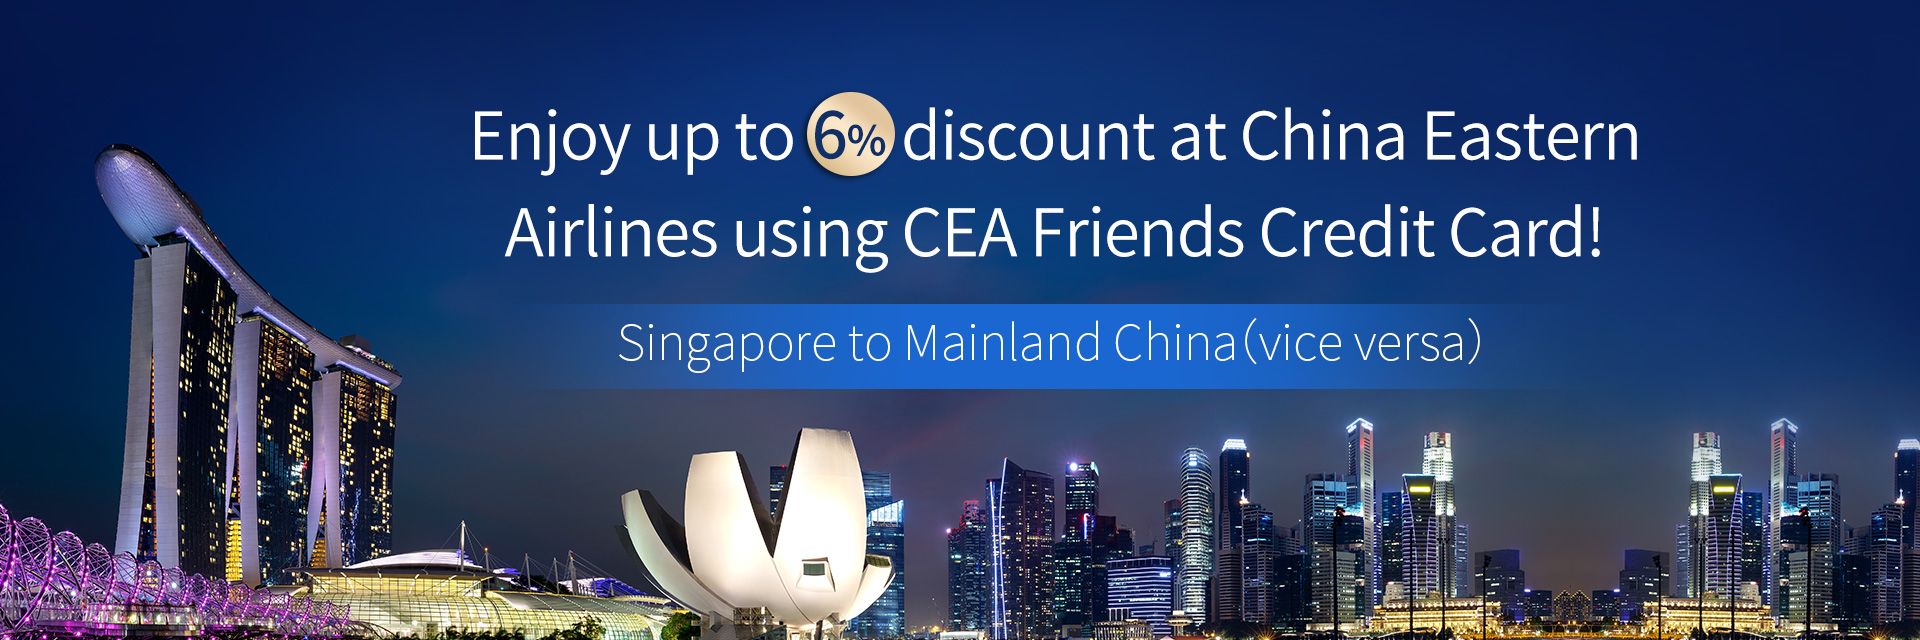 Enjoy up to 6% discount at China Eastern
Airlines using CEA Friends Credit Card!
Singapore to Mainland China（vice versa）